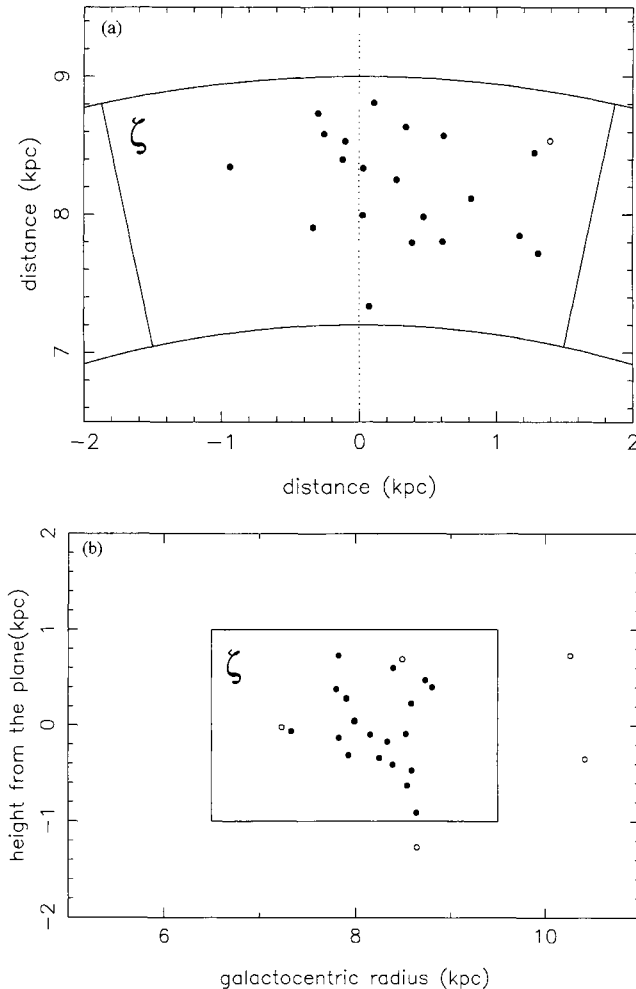 (a)
9
8
7
distance (kpc)
ζ
−2
−1
0
1
2
distance (kpc)
(b)
2
1
0
−1
−2
height from the plane(kpc)
ζ
6
8
10
galactocentric radius (kpc)